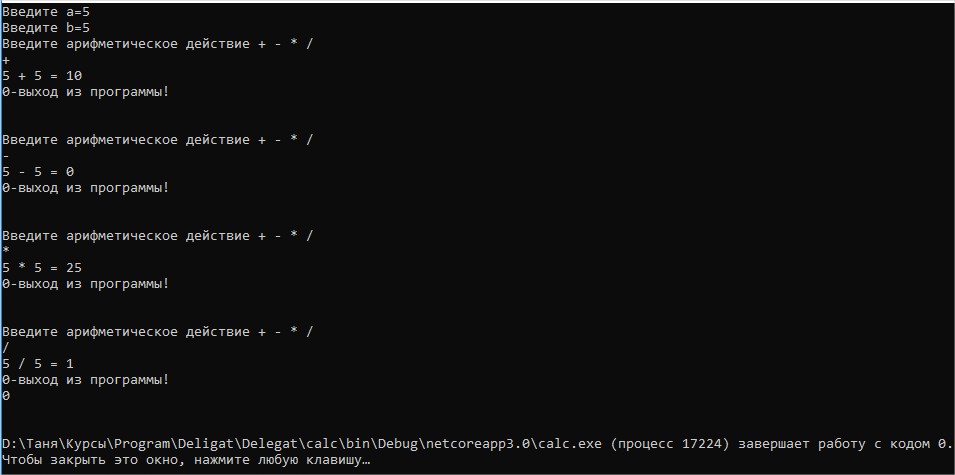 Введите a=5
Введите b=5
Введите арифметическое действие + - * /
+
5 + 5 = 10
0-выход из программы!
Введите арифметическое действие + - * /
-
5 - 5 = 0
0-выход из программы!
Введите арифметическое действие + - * /
*
5 * 5 = 25
0-выход из программы!
Введите арифметическое действие + - * /
/
5 / 5 = 1
0-выход из программы!
0
D:\Таня\Курсы\Program\Deligat\Delegat\calc\bin\Debug\netcoreapp3.0\calc.exe (процесс 17224) завершает работу с кодом 0.
Чтобы закрыть это окно, нажмите любую клавишу…